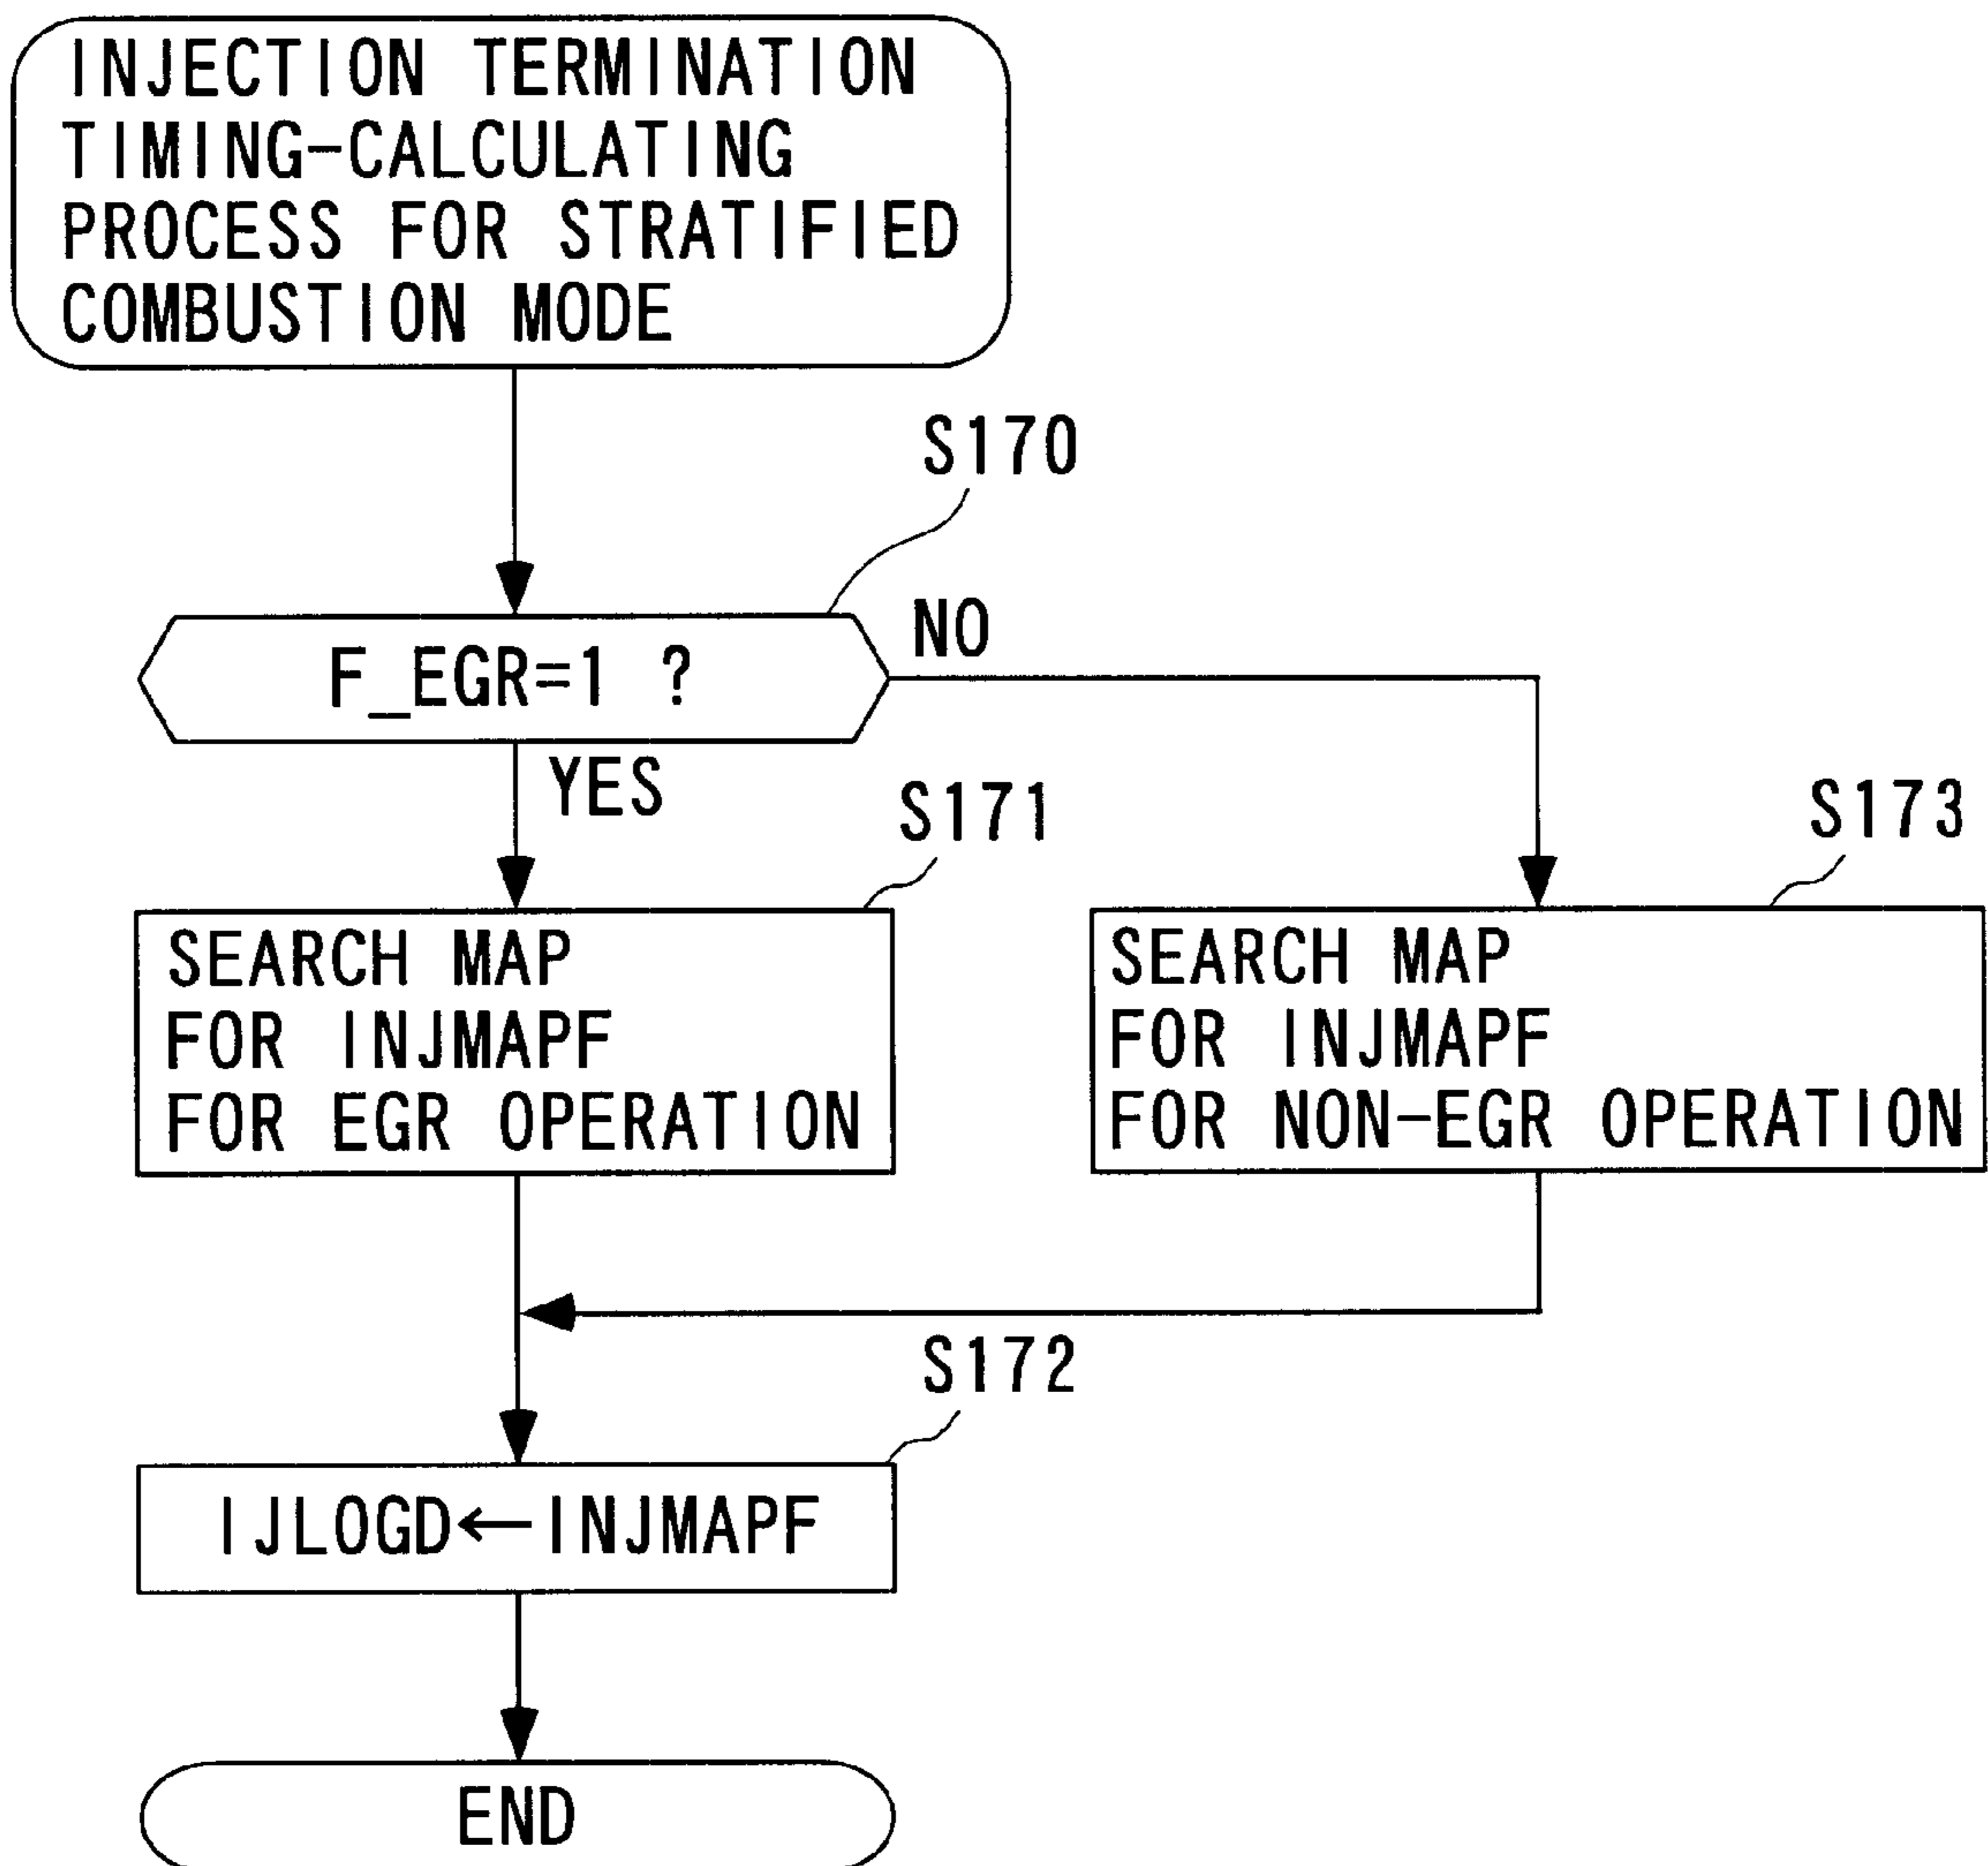 INJECTION TERMINATION
TIMING-CALCULATING
PROCESS FOR STRATIFIED
COMBUSTION MODE
S170
F_EGR=1 ?
NO
YES
S171
SEARCH MAP
FOR INJMAPF
FOR EGR OPERATION
S173
SEARCH MAP
FOR INJMAPF
FOR NON-EGR OPERATION
S172
IJLOGD←INJMAPF
END